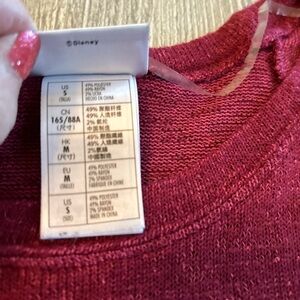 ©Disney
US
S
(TALLA)
49% POLYESTER
49% RAYON
2% ELTA
HECHO EN CHINA
CN
165/88A
(尺寸)
49% 聚酯纤维
49% 人造纤维
2% 氨纶
中国制造
HK
M
(尺寸)
49% 聚酯纖維
49% 人造纖維
2% 氨綸
中國製造
EU
M
(TAILLE)
49% POLYESTER
49% RAYON
2% SPANDEX
FABRIQUÉ EN CHINE
US
S
(SIZE)
49% POLYESTER
49% RAYON
2% SPANDEX
MADE IN CHINA